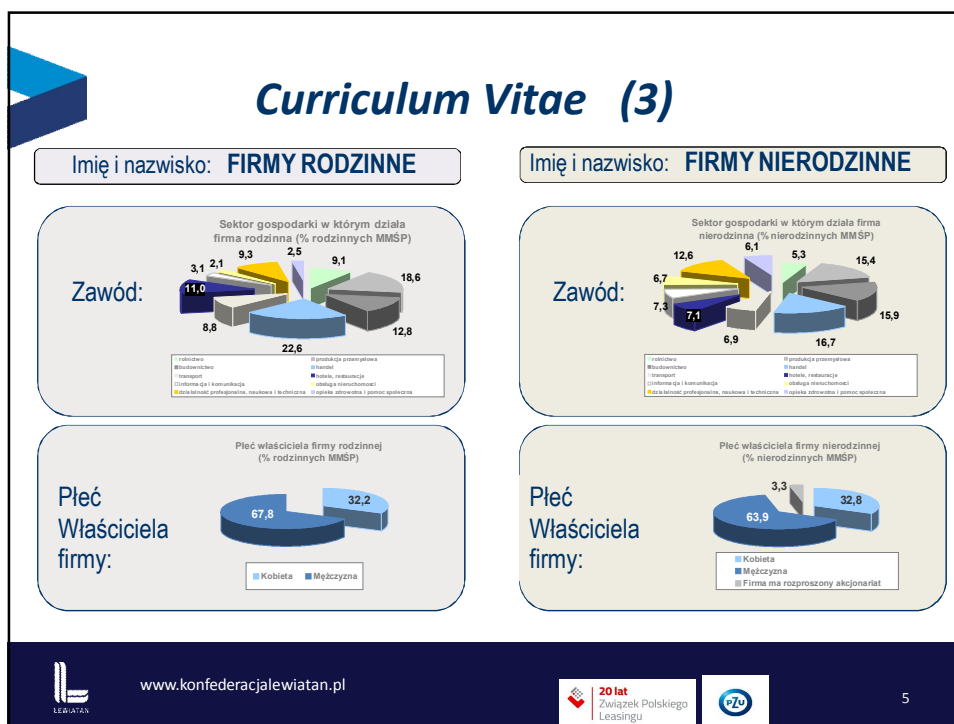 Curriculum Vitae (3)
Imię i nazwisko: FIRMY RODZINNE
Zawód:
Sektor gospodarki w którym działa
firma rodzinna (% rodzinnych MMŚP)
9,1
18,6
12,8
22,6
8,8
11,0
3,1
2,1
9,3
2,5
rolnictwo
produkcja przemysłowa
budownictwo
handel
transport
hotele, restauracje
informacja i komunikacja
obsługa nieruchomości
działalność profesjonalna, naukowa i techniczna
opieka zdrowotna i pomoc społeczna
Płeć
Właściciela
firmy:
Płeć właściciela firmy rodzinnej
(% rodzinnych MMŚP)
32,2
67,8
Kobieta
Mężczyzna
Imię i nazwisko: FIRMY NIERODZINNE
Zawód:
Sektor gospodarki w którym działa firma
nierodzinna (% nierodzinnych MMŚP)
5,3
15,4
15,9
16,7
6,9
7,1
7,3
6,7
12,6
6,1
rolnictwo
produkcja przemysłowa
budownictwo
handel
transport
hotele, restauracje
informacja i komunikacja
obsługa nieruchomości
działalność profesjonalna, naukowa i techniczna
opieka zdrowotna i pomoc społeczna
Płeć
Właściciela
firmy:
Płeć właściciela firmy nierodzinnej
(% nierodzinnych MMŚP)
3,3
32,8
63,9
Kobieta
Mężczyzna
Firma ma rozproszony akcjonariat
LEWIATAN
www.konfederacjalewiatan.pl
20 lat
Związek Polskiego
Leasingu
PZU
5